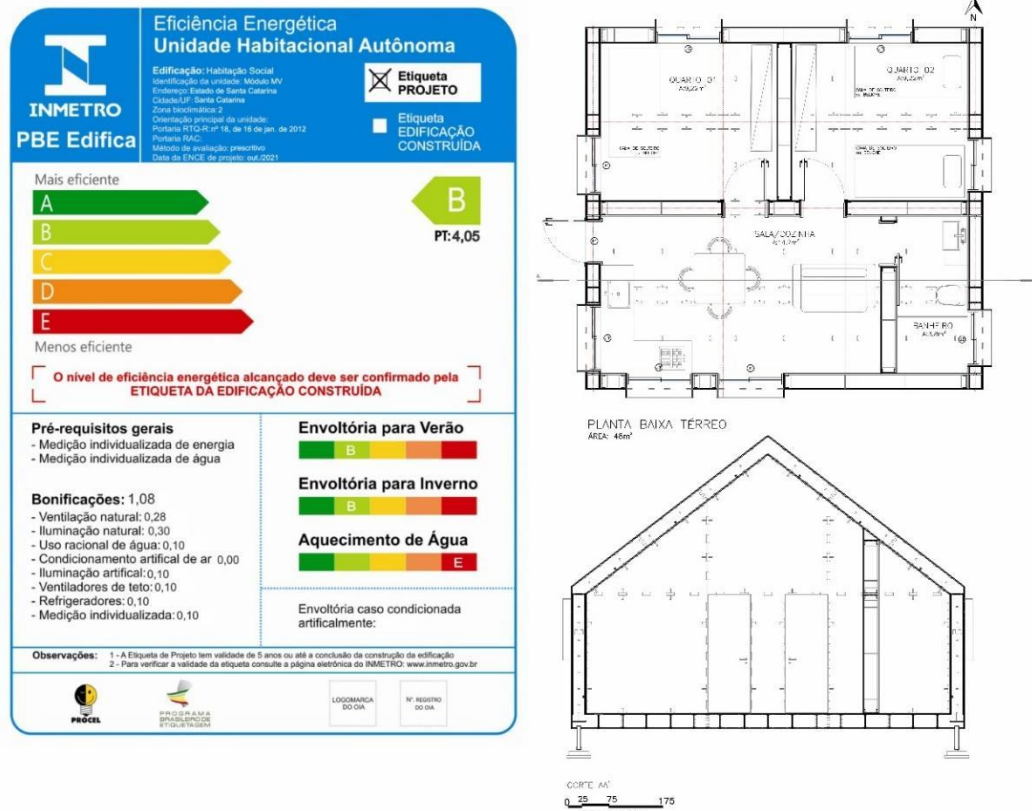 INMETRO
PBE Edifica
Eficiência Energética
Unidade Habitacional Autônoma
Edificação: Habitação Social
Identificação da unidade: Módulo MV
Endereço: Estado de Santa Catarina
Cidade/UF: Santa Catarina
Zona bioclimática: 2
Orientação principal da unidade:
Portaria RTQ-R: nº 18, de 16 de jan. de 2012
Portaria RAC:
Método de avaliação: prescritivo
Data da ENCE de projeto: out./2021
Etiqueta
PROJETO
Etiqueta
EDIFICAÇÃO
CONSTRUÍDA
Mais eficiente
A
B
C
D
E
Menos eficiente
B
PT:4,05
O nível de eficiência energética alcançado deve ser confirmado pela
ETIQUETA DA EDIFICAÇÃO CONSTRUÍDA
Pré-requisitos gerais
- Medição individualizada de energia
- Medição individualizada de água
Bonificações: 1,08
- Ventilação natural: 0,28
- Iluminação natural: 0,30
- Uso racional de água: 0,10
- Condicionamento artifical de ar 0,00
- Iluminação artifical: 0,10
- Ventiladores de teto: 0,10
- Refrigeradores: 0,10
- Medição individualizada: 0,10
Envoltória para Verão
B
Envoltória para Inverno
B
Aquecimento de Água
E
Envoltória caso condicionada
artificalmente:
Observações: 1 - A Etiqueta de Projeto tem validade de 5 anos ou até a conclusão da construção da edificação
2 - Para verificar a validade da etiqueta consulte a página eletrônica do INMETRO: www.inmetro.gov.br
PROCEL
PROGRAMA
BRASILEIRO DE
ETIQUETAGEM
LOGOMARCA
DO OIA
Nº. REGISTRO
DO OIA
N
QUARTO 01
QUARTO 02
SALA/COZINHA
BANHEIRO
PLANTA BAIXA TÉRREO
ÁREA: 48m²
CORTE AA'
0 25 75 175